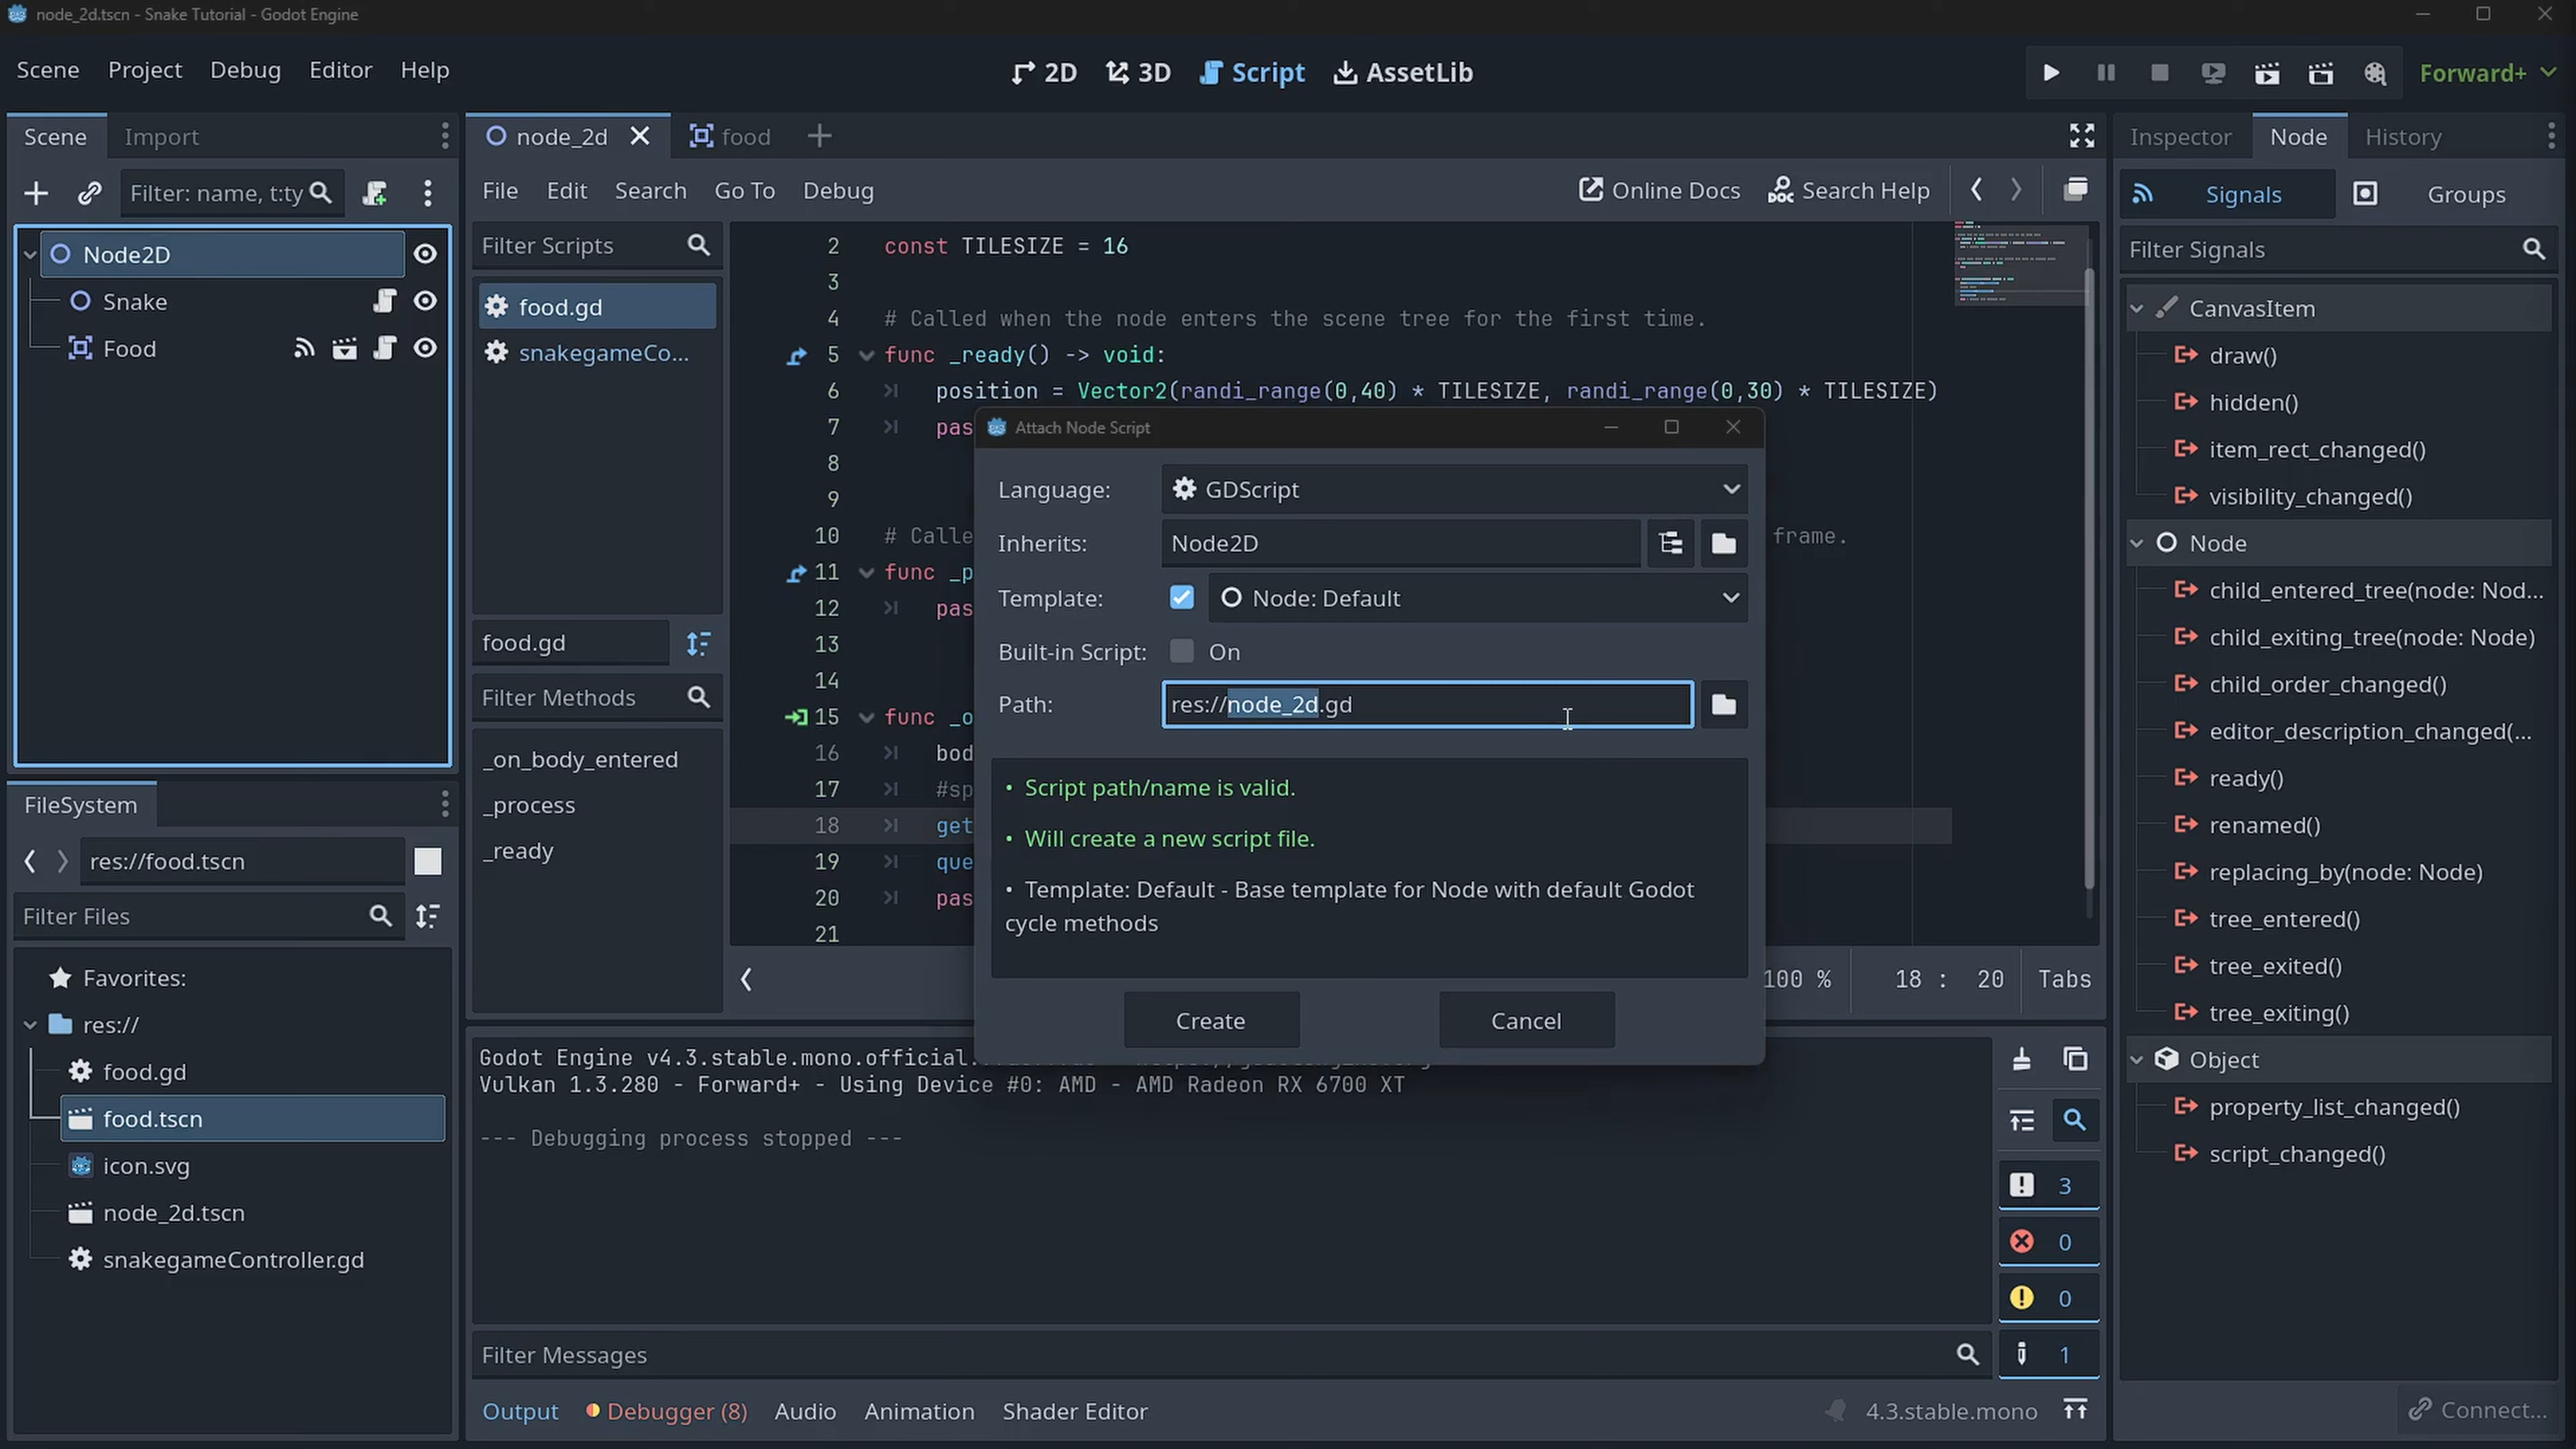 node_2d.tscn - Snake Tutorial - Godot Engine
Scene Project Debug Editor Help
2D 3D Script AssetLib
Forward+
Scene Import
Filter: name, t:ty
Node2D
Snake
Food
FileSystem
res://food.tscn
Filter Files
Favorites:
res://
food.gd
food.tscn
icon.svg
node_2d.tscn
snakegameController.gd
node_2d food
File Edit Search Go To Debug
Online Docs Search Help
Filter Scripts
food.gd
snakegameCo...
food.gd
Filter Methods
_on_body_entered
_process
_ready
2 const TILESIZE = 16
3
4 # Called when the node enters the scene tree for the first time.
5 func _ready() -> void:
6 position = Vector2(randi_range(0,40) * TILESIZE, randi_range(0,30) * TILESIZE)
7 pas
8
9
10 # Calle frame.
11 func _p
12 pas
13
14
15 func _o
16 bod
17 #sp
18 get
19 que
20 pas
21
100 % 18 : 20 Tabs
Attach Node Script
Language: GDScript
Inherits: Node2D
Template: Node: Default
Built-in Script: On
Path: res://node_2d.gd
• Script path/name is valid.
• Will create a new script file.
• Template: Default - Base template for Node with default Godot
cycle methods
Create Cancel
Godot Engine v4.3.stable.mono.official.
Vulkan 1.3.280 - Forward+ - Using Device #0: AMD - AMD Radeon RX 6700 XT
--- Debugging process stopped ---
3
0
0
1
Filter Messages
Output Debugger (8) Audio Animation Shader Editor
4.3.stable.mono
Inspector Node History
Signals Groups
Filter Signals
CanvasItem
draw()
hidden()
item_rect_changed()
visibility_changed()
Node
child_entered_tree(node: Nod...
child_exiting_tree(node: Node)
child_order_changed()
editor_description_changed(...
ready()
renamed()
replacing_by(node: Node)
tree_entered()
tree_exited()
tree_exiting()
Object
property_list_changed()
script_changed()
Connect...